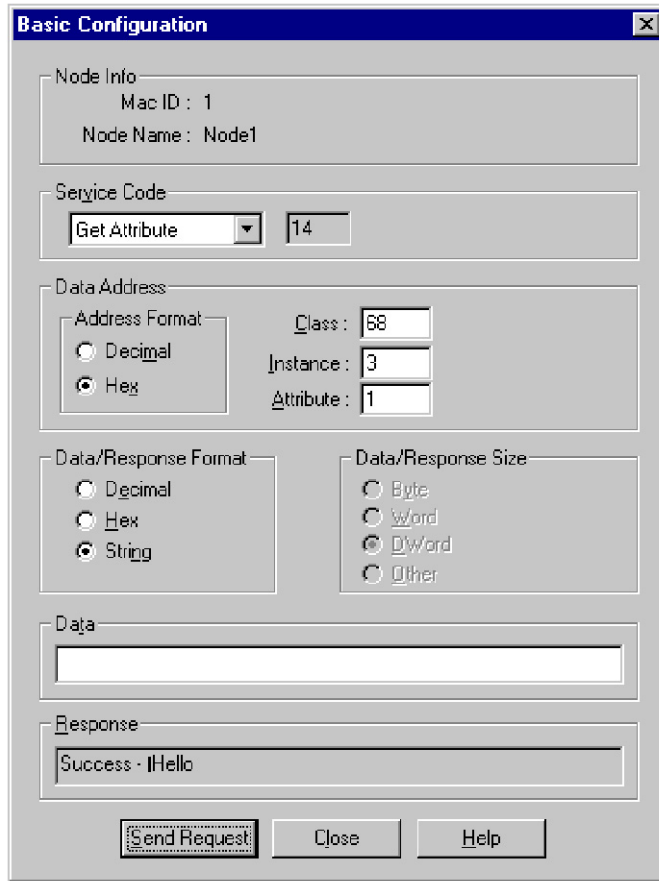 Basic Configuration
Node Info
Mac ID : 1
Node Name : Node1
Service Code
Get Attribute 14
Data Address
Address Format
Decimal
Hex
Class : 68
Instance : 3
Attribute : 1
Data/Response Format
Decimal
Hex
String
Data/Response Size
Byte
Word
DWord
Other
Data
Response
Success - |Hello
Send Request Close Help